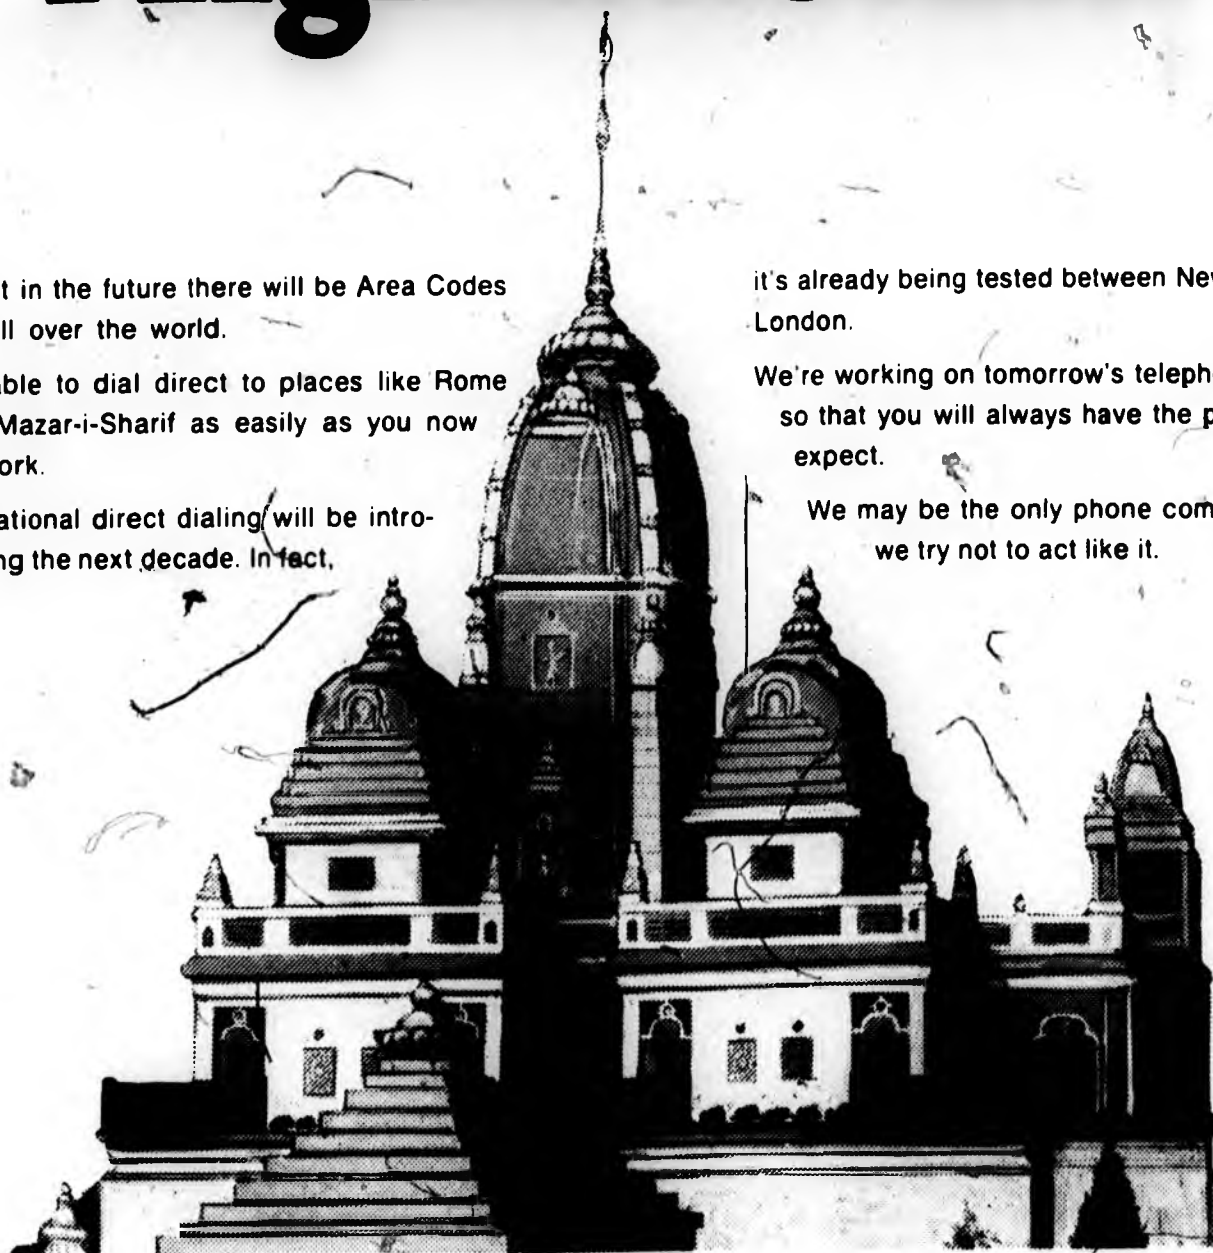 t in the future there will be Area Codes
ll over the world.
ble to dial direct to places like Rome
Mazar-i-Sharif as easily as you now
ork.
ational direct dialing will be intro-
ng the next decade. In fact,
it's already being tested between New
London.
We're working on tomorrow's teleph
so that you will always have the p
expect.
We may be the only phone com
we try not to act like it.